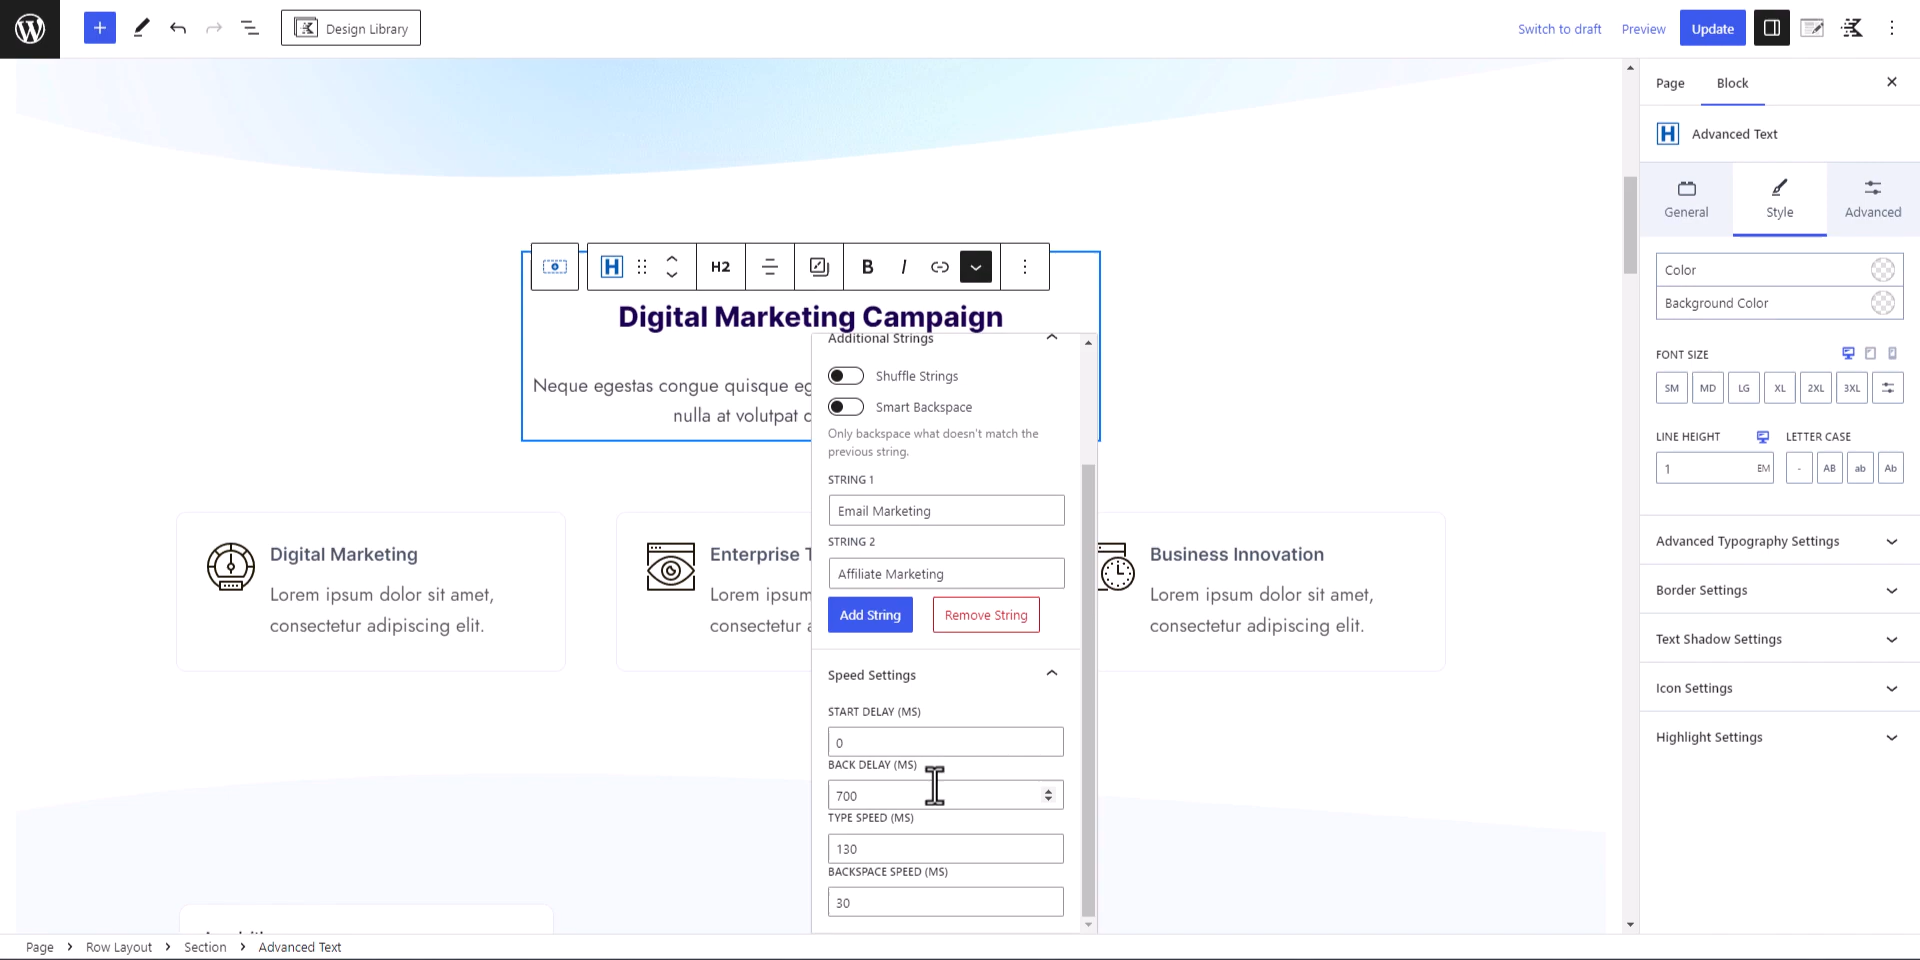 Design Library
Switch to draft
Preview
Update
Page
Block
Advanced Text
General
Style
Advanced
Color
Background Color
FONT SIZE
SM MD LG XL 2XL 3XL
LINE HEIGHT
LETTER CASE
1 EM
- AB ab Ab
Advanced Typography Settings
Border Settings
Text Shadow Settings
Icon Settings
Highlight Settings
H H2 B I
Digital Marketing Campaign
Neque egestas congue quisque eg
nulla at volutpat
Additional Strings
Shuffle Strings
Smart Backspace
Only backspace what doesn't match the
previous string.
STRING 1
Email Marketing
STRING 2
Affiliate Marketing
Add String
Remove String
Speed Settings
START DELAY (MS)
0
BACK DELAY (MS)
700
TYPE SPEED (MS)
130
BACKSPACE SPEED (MS)
30
Digital Marketing
Lorem ipsum dolor sit amet,
consectetur adipiscing elit.
Enterprise T
Lorem ipsum
consectetur
Business Innovation
Lorem ipsum dolor sit amet,
consectetur adipiscing elit.
Page > Row Layout > Section > Advanced Text